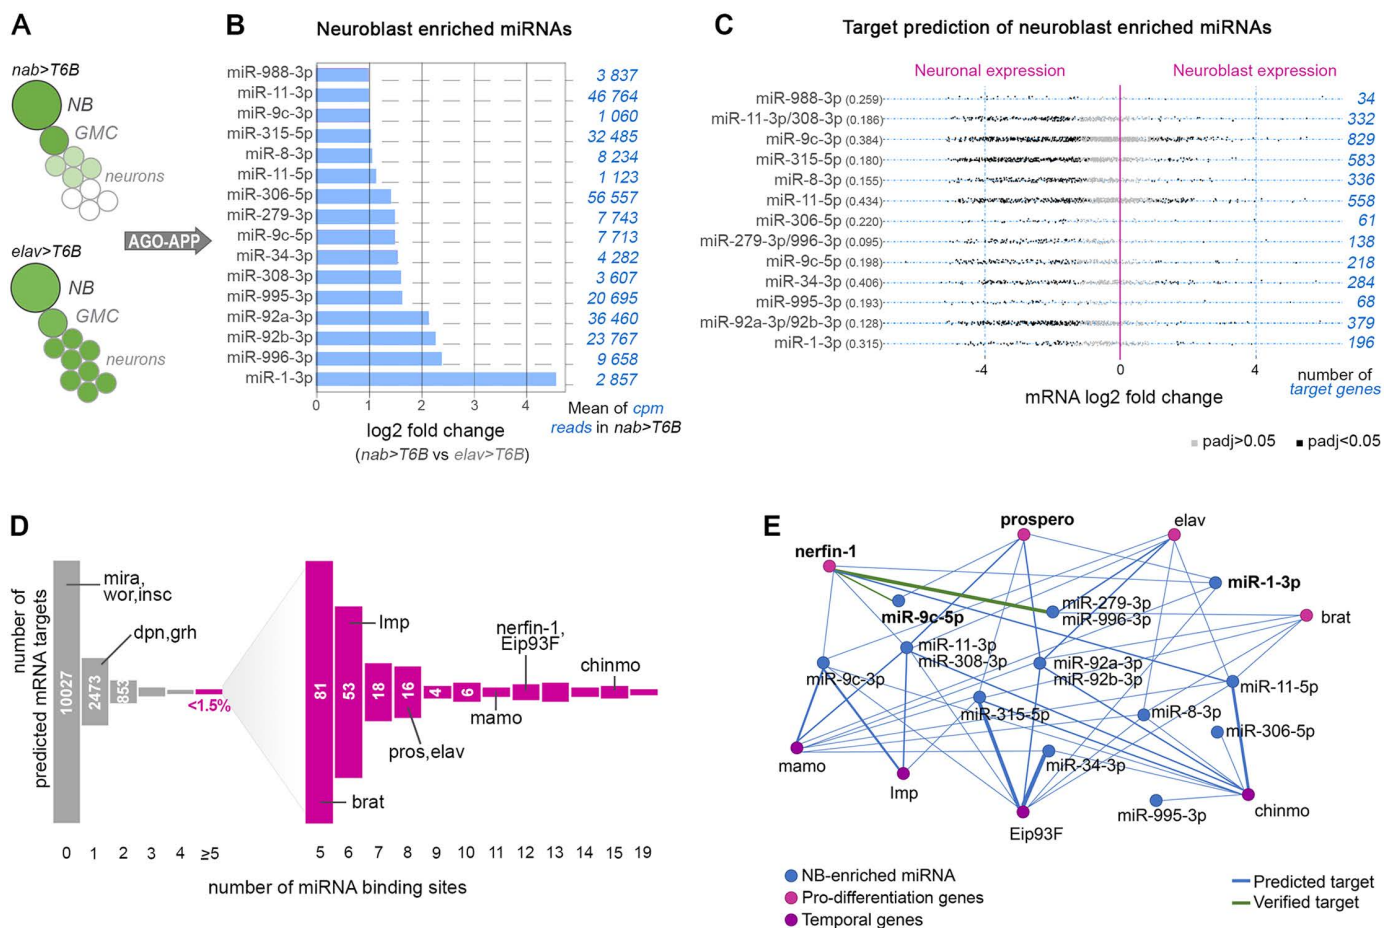 A
nab>T6B
NB
GMC
neurons
elav>T6B
NB
GMC
neurons
AGO-APP
B
Neuroblast enriched miRNAs
miR-988-3p 3 837
miR-11-3p 46 764
miR-9c-3p 1 060
miR-315-5p 32 485
miR-8-3p 8 234
miR-11-5p 1 123
miR-306-5p 56 557
miR-279-3p 7 743
miR-9c-5p 7 713
miR-34-3p 4 282
miR-308-3p 3 607
miR-995-3p 20 695
miR-92a-3p 36 460
miR-92b-3p 23 767
miR-996-3p 9 658
miR-1-3p 2 857
0 1 2 3 4
log2 fold change
(nab>T6B vs elav>T6B)
Mean of cpm
reads in nab>T6B
C
Target prediction of neuroblast enriched miRNAs
Neuronal expression Neuroblast expression
miR-988-3p (0.259) 34
miR-11-3p/308-3p (0.186) 332
miR-9c-3p (0.384) 829
miR-315-5p (0.180) 583
miR-8-3p (0.155) 336
miR-11-5p (0.434) 558
miR-306-5p (0.220) 61
miR-279-3p/996-3p (0.095) 138
miR-9c-5p (0.198) 218
miR-34-3p (0.406) 284
miR-995-3p (0.193) 68
miR-92a-3p/92b-3p (0.128) 379
miR-1-3p (0.315) 196
-4 0 4
mRNA log2 fold change
number of
target genes
padj>0.05 padj<0.05
D
number of
predicted mRNA targets
10027
2473
853
mira,
wor,insc
dpn,grh
<1.5%
81
53
18
16
4
6
Imp
brat
pros,elav
mamo
nerfin-1,
Eip93F
chinmo
0 1 2 3 4 ≥5 5 6 7 8 9 10 11 12 13 14 15 19
number of miRNA binding sites
E
prospero
elav
nerfin-1
miR-1-3p
miR-279-3p
miR-996-3p
miR-9c-5p
brat
miR-11-3p
miR-308-3p
miR-92a-3p
miR-92b-3p
miR-9c-3p
miR-11-5p
miR-315-5p
miR-8-3p
miR-306-5p
mamo
miR-34-3p
Imp
miR-995-3p
chinmo
Eip93F
NB-enriched miRNA
Pro-differentiation genes
Temporal genes
Predicted target
Verified target